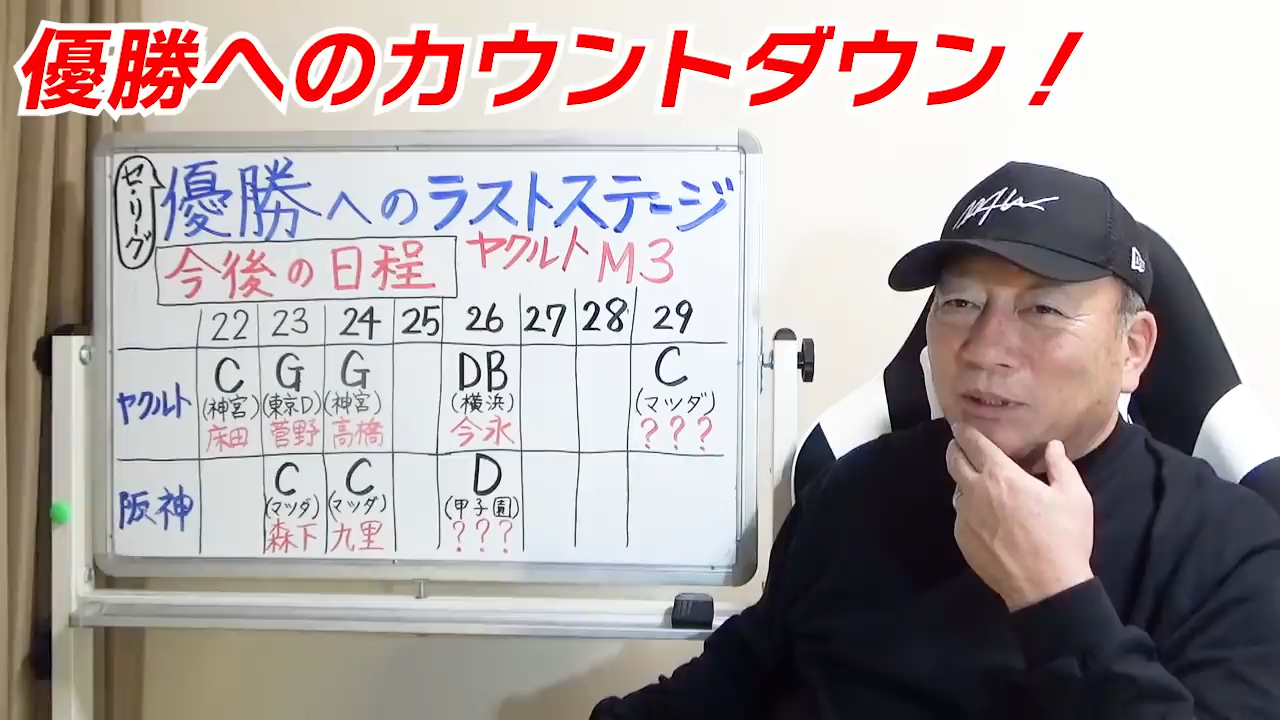 優勝へのカウントダウン！
セ・リーグ
優勝へのラストステージ
今後の日程 ヤクルト M3
22 23 24 25 26 27 28 29
ヤクルト C G G DB C
(神宮) (東京D) (神宮) (横浜) (マツダ)
床田 菅野 高橋 今永 ???
阪神 C C D
(マツダ) (マツダ) (甲子園)
森下 九里 ???